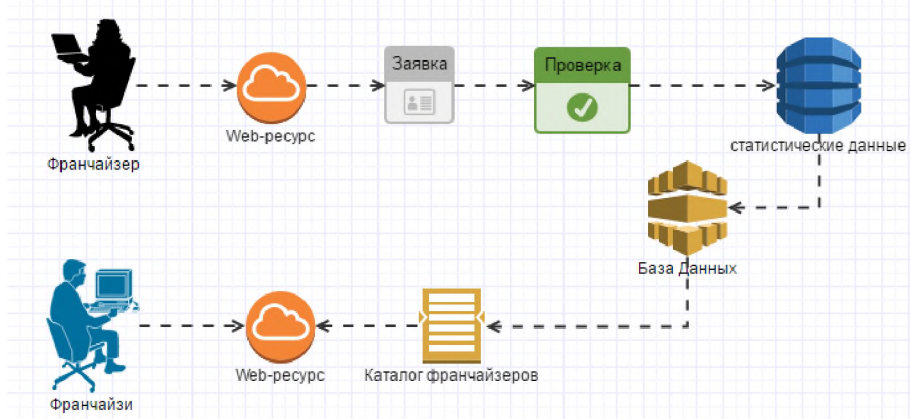 Заявка
Проверка
Web-ресурс
статистические данные
Франчайзер
База Данных
Web-ресурс
Каталог франчайзеров
Франчайзи